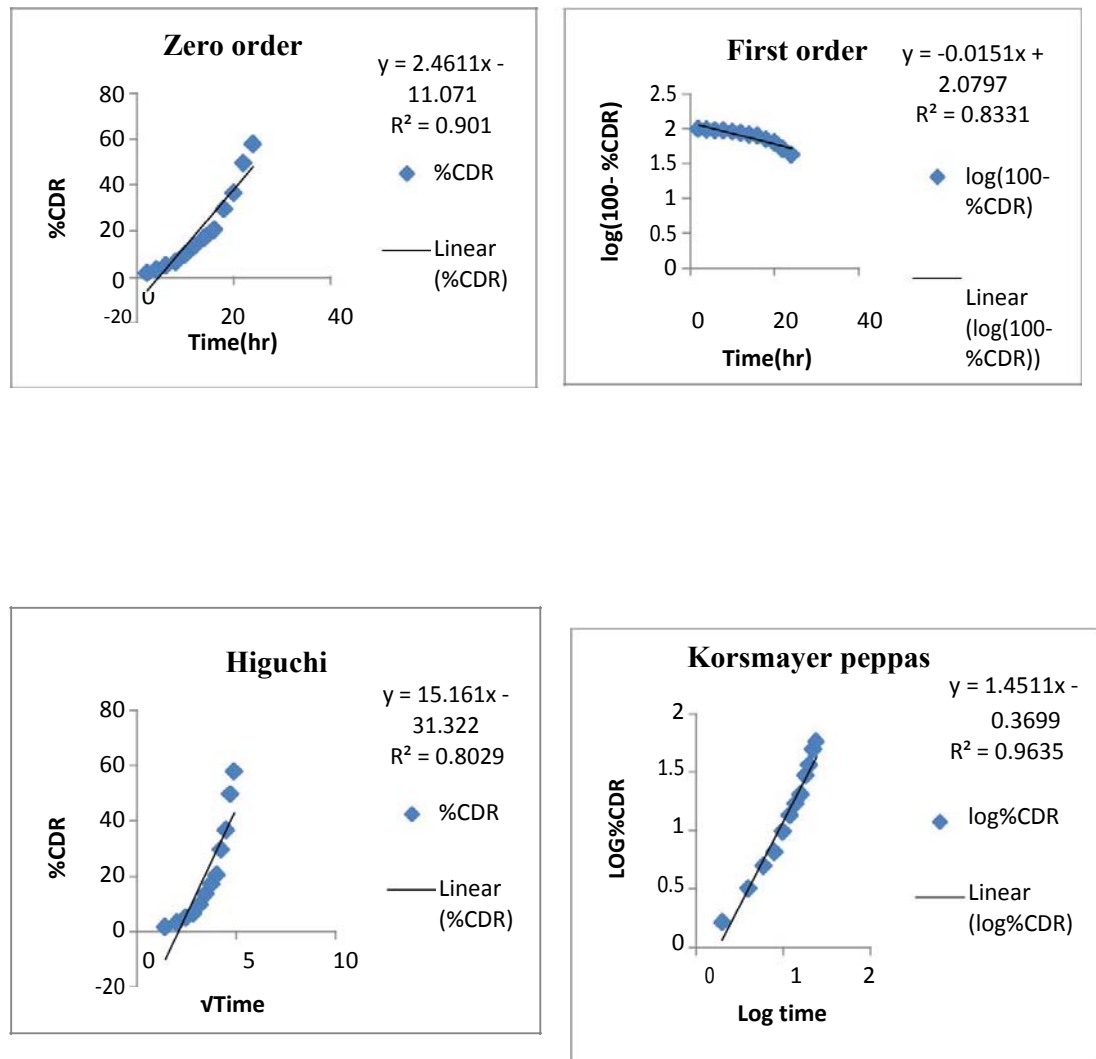 Zero order
y = 2.4611x -
11.071
R² = 0.901
80
60
40
20
0
-20
%CDR
0
20
40
Time(hr)
%CDR
Linear
(%CDR)
First order
y = -0.0151x +
2.0797
R² = 0.8331
2.5
2
1.5
1
0.5
0
log(100- %CDR)
0
20
40
Time(hr)
log(100-
%CDR)
Linear
(log(100-
%CDR))
Higuchi
y = 15.161x -
31.322
R² = 0.8029
80
60
40
20
0
-20
%CDR
0
5
10
√Time
%CDR
Linear
(%CDR)
Korsmayer peppas
y = 1.4511x -
0.3699
R² = 0.9635
2
1.5
1
0.5
0
LOG%CDR
0
1
2
Log time
log%CDR
Linear
(log%CDR)